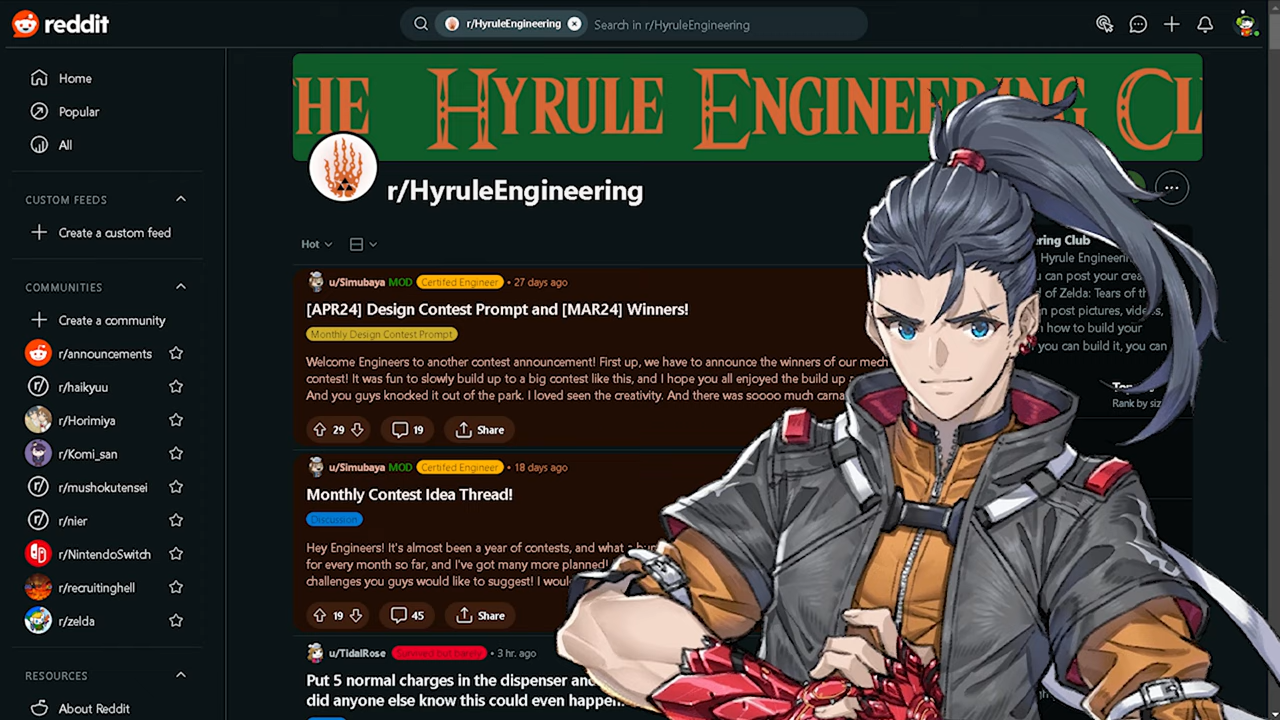 reddit
r/HyruleEngineering
Search in r/HyruleEngineering
Home
Popular
All
CUSTOM FEEDS
Create a custom feed
COMMUNITIES
Create a community
r/announcements
r/haikyuu
r/Horimiya
r/Komi_san
r/mushokutensei
r/nier
r/NintendoSwitch
r/recruitinghell
r/zelda
RESOURCES
About Reddit
THE HYRULE ENGINEERING CL
r/HyruleEngineering
Hot
u/Simubaya MOD Certifed Engineer • 27 days ago
[APR24] Design Contest Prompt and [MAR24] Winners!
Monthly Design Contest Prompt
Welcome Engineers to another contest announcement! First up, we have to announce the winners of our mech
contest! It was fun to slowly build up to a big contest like this, and I hope you all enjoyed the build up
And you guys knocked it out of the park. I loved seen the creativity. And there was soooo much carna
29 19 Share
u/Simubaya MOD Certifed Engineer • 18 days ago
Monthly Contest Idea Thread!
Discussion
Hey Engineers! It's almost been a year of contests, and what a
for every month so far, and I've got many more planned!
challenges you guys would like to suggest! I would
19 45 Share
u/TidalRose Survived but barely • 3 hr. ago
Put 5 normal charges in the dispenser and
did anyone else know this could even happen
ering Club
Hyrule Engineerin
u can post your crea
d of Zelda: Tears of th
n post pictures, videos,
n how to build your
you can build it, you can
Rank by siz